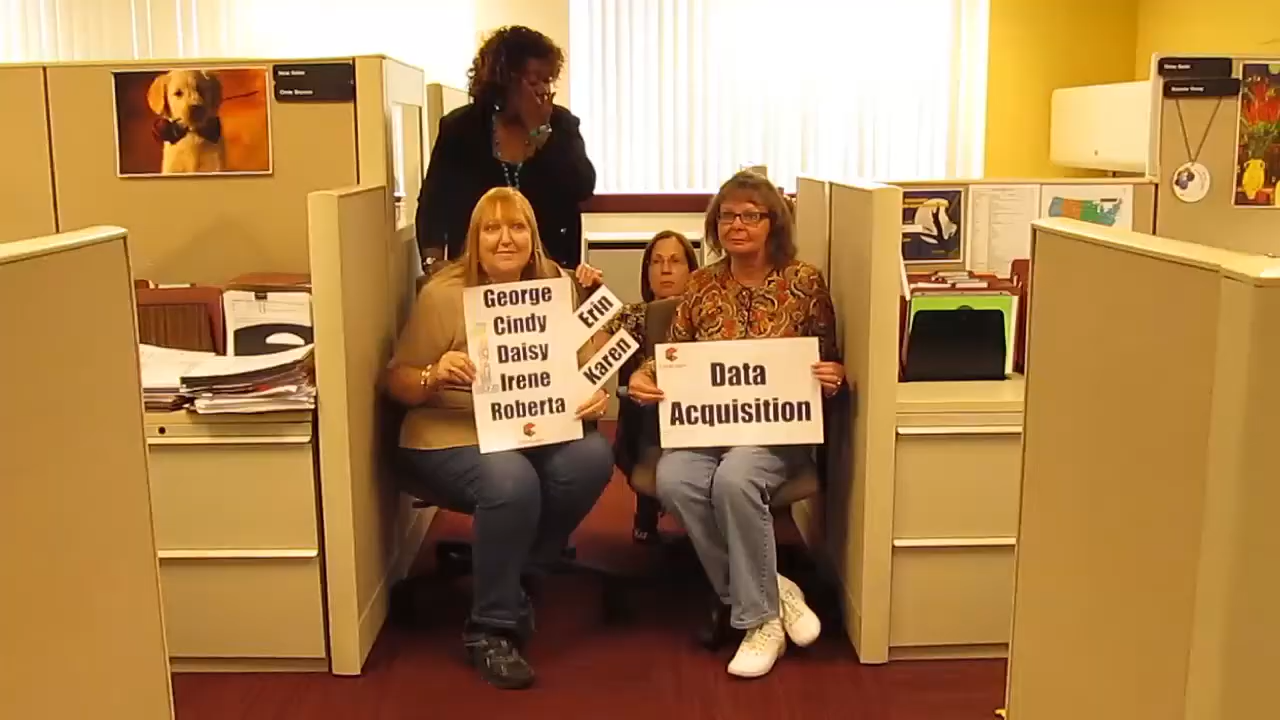 George
Cindy
Daisy
Irene
Roberta
Erin
Karen
Data
Acquisition